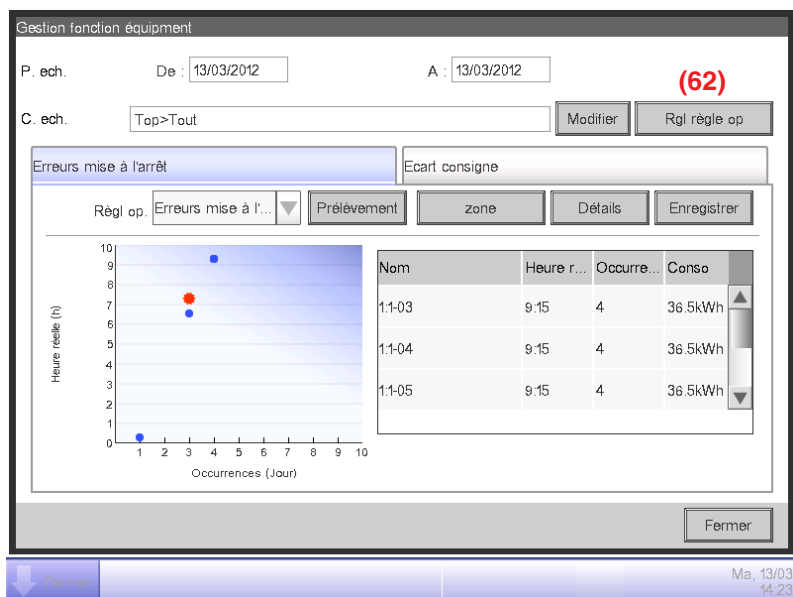 Gestion fonction équipment
P. ech. De : 13/03/2012 A : 13/03/2012
(62)
C. ech. Top>Tout Modifier Rgl règle op
Erreurs mise à l'arrêt Ecart consigne
Règl op. Erreurs mise à l'... Prélèvement zone Détails Enregistrer
Nom Heure r... Occurre... Conso
1:1-03 9:15 4 36.5kWh
1:1-04 9:15 4 36.5kWh
1:1-05 9:15 4 36.5kWh
Heure réelle (h)
10
9
8
7
6
5
4
3
2
1
0
1 2 3 4 5 6 7 8 9 10
Occurrences (Jour)
Fermer
Fermer
Ma, 13/03
14:23